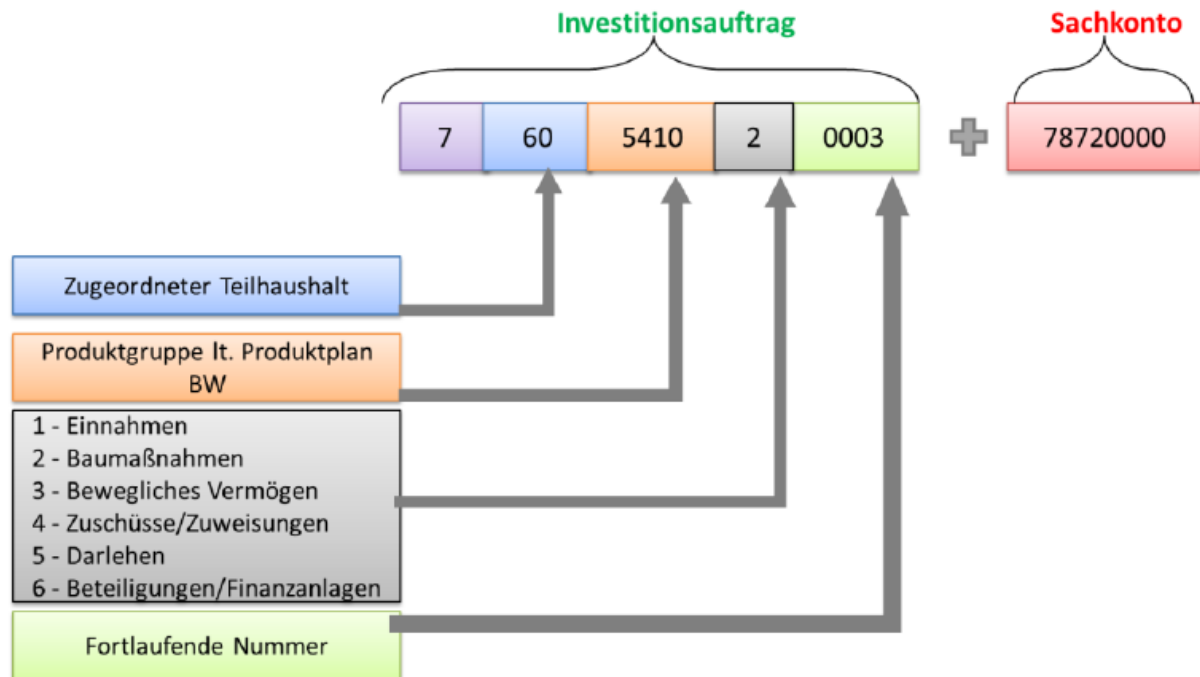 Investitionsauftrag
Sachkonto
7 60 5410 2 0003 78720000
Zugeordneter Teilhaushalt
Produktgruppe lt. Produktplan
BW
1 - Einnahmen
2 - Baumaßnahmen
3 - Bewegliches Vermögen
4 - Zuschüsse/Zuweisungen
5 - Darlehen
6 - Beteiligungen/Finanzanlagen
Fortlaufende Nummer